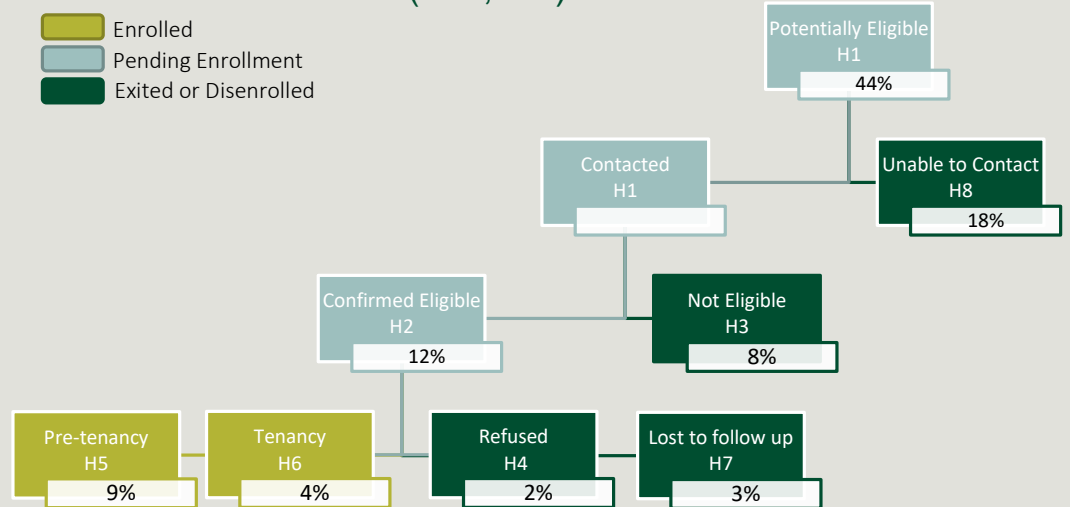 Enrolled
Pending Enrollment
Exited or Disenrolled
Potentially Eligible
H1
44%
Contacted
H1
Unable to Contact
H8
18%
Confirmed Eligible
H2
12%
Not Eligible
H3
8%
Pre-tenancy
H5
9%
Tenancy
H6
4%
Refused
H4
2%
Lost to follow up
H7
3%